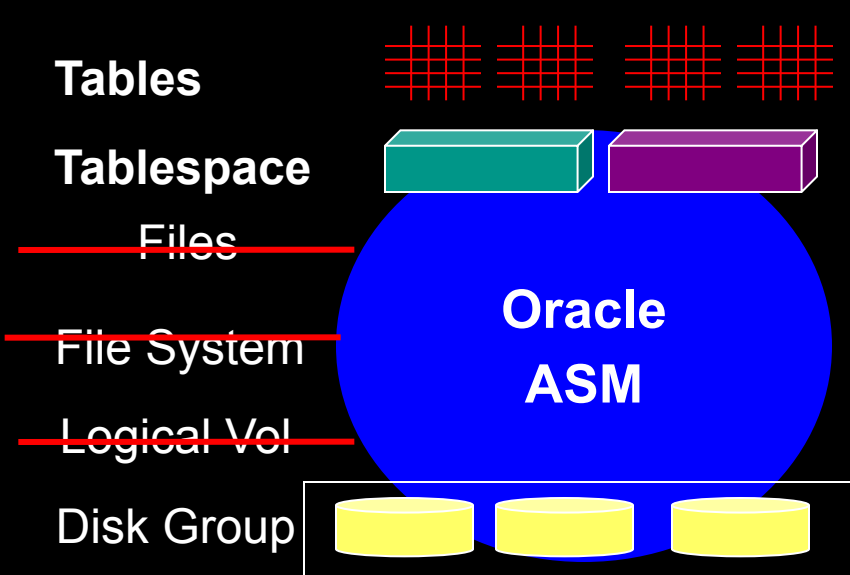 Tables
Tablespace
Files
File System
Logical Vol
Disk Group
Oracle
ASM